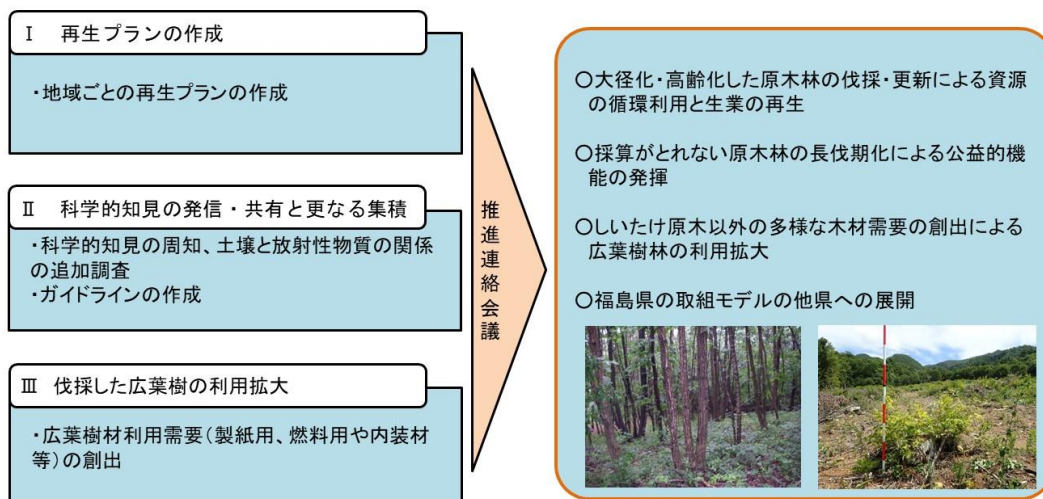 Ⅰ 再生プランの作成
・地域ごとの再生プランの作成
Ⅱ 科学的知見の発信・共有と更なる集積
・科学的知見の周知、土壌と放射性物質の関係
の追加調査
・ガイドラインの作成
Ⅲ 伐採した広葉樹の利用拡大
・広葉樹材利用需要(製紙用、燃料用や内装材
等)の創出
推進連絡会議
〇大径化・高齢化した原木林の伐採・更新による資源
の循環利用と生業の再生
〇採算がとれない原木林の長伐期化による公益的機
能の発揮
〇しいたけ原木以外の多様な木材需要の創出による
広葉樹林の利用拡大
〇福島県の取組モデルの他県への展開